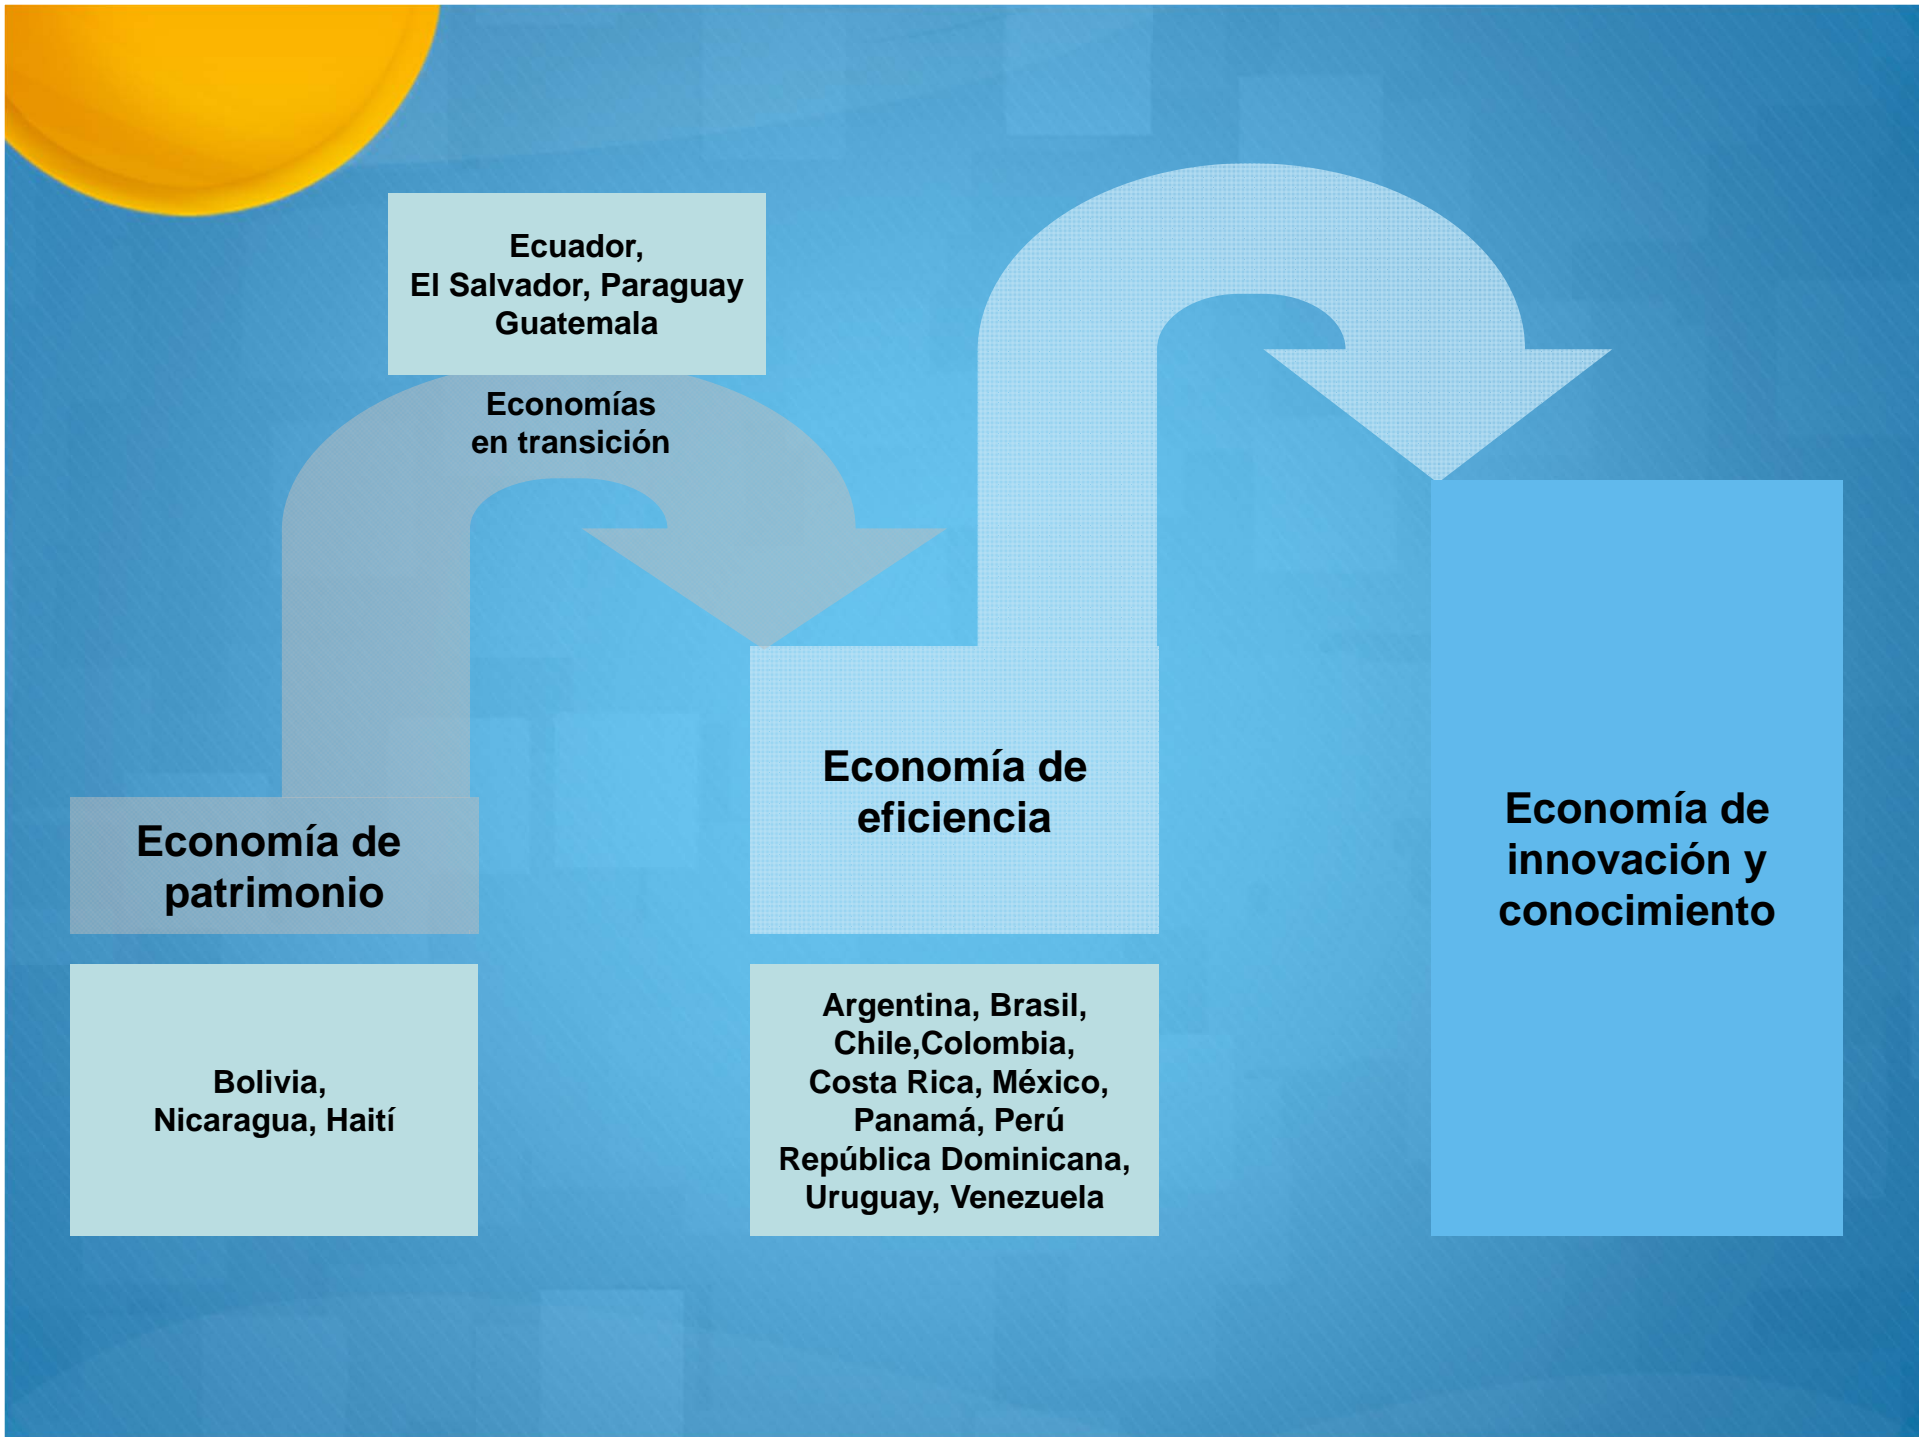 Ecuador,
El Salvador, Paraguay
Guatemala
Economías
en transición
Economía de
patrimonio
Bolivia,
Nicaragua, Haití
Economía de
eficiencia
Argentina, Brasil,
Chile,Colombia,
Costa Rica, México,
Panamá, Perú
República Dominicana,
Uruguay, Venezuela
Economía de
innovación y
conocimiento